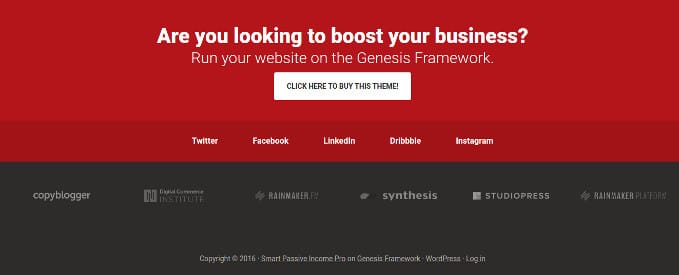 Are you looking to boost your business?
Run your website on the Genesis Framework.
CLICK HERE TO BUY THIS THEME!
Twitter Facebook LinkedIn Dribbble Instagram
copyblogger Digital Commerce INSTITUTE RAINMAKER.FM synthesis STUDIOPRESS RAINMAKER PLATFORM
Copyright © 2016 · Smart Passive Income Pro on Genesis Framework · WordPress · Log in